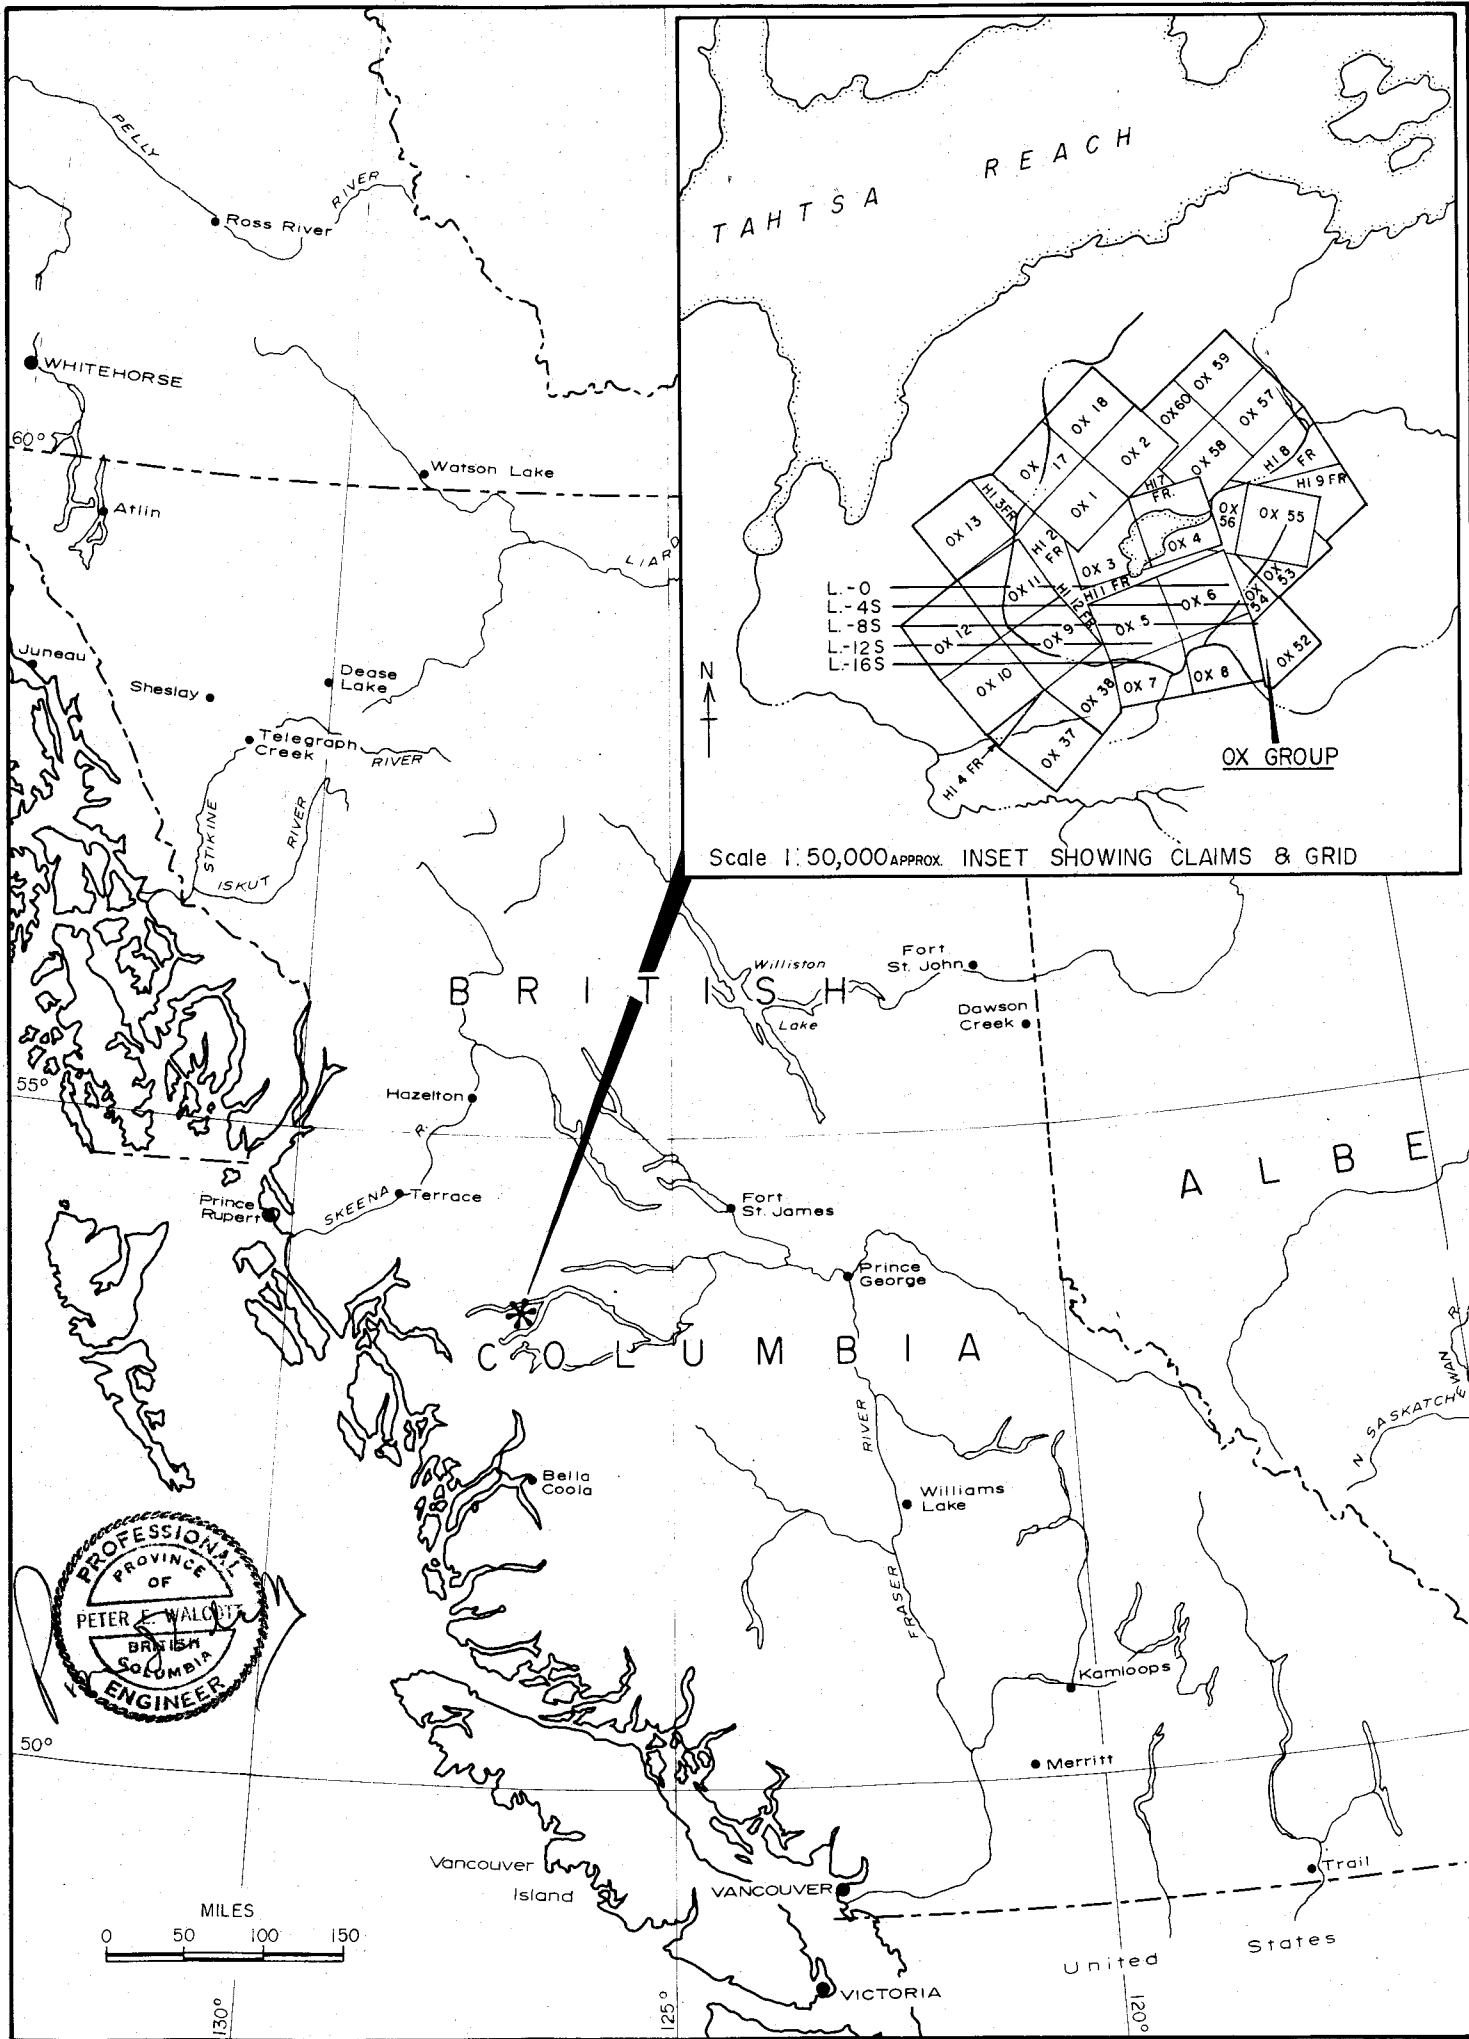 PELLY
RIVER
Ross River
WHITEHORSE
60°
Watson Lake
Atlin
LIARD
Juneau
Sheslay
Dease
Lake
Telegraph
Creek
RIVER
STIKINE
RIVER
ISKUT
TAHTSA REACH
OX 59
OX 18
OX60
OX 57
OX 2
OX 17
OX 58
HI 8 FR
HI 9 FR
HI 7
FR.
HI 3FR
OX 1
OX 13
OX
56
OX 55
HI 2
FR
OX 4
OX 3
OX 53
OX 11
HI 1 FR
HI 12 FR
OX 6
OX
54
L.-0
L.-4S
L.-8S
L.-12S
L.-16S
OX 12
OX 9
OX 5
OX 52
OX 10
OX 38
OX 7
OX 8
N
OX 37
HI 4 FR
OX GROUP
Scale 1:50,000 APPROX. INSET SHOWING CLAIMS & GRID
BRITISH
Williston
Lake
Fort
St. John
Dawson
Creek
55°
Hazelton
R.
ALBE
Prince
Rupert
SKEENA
Terrace
Fort
St. James
Prince
George
COLUMBIA
RIVER
N SASKATCHEWAN R
Bella
Coola
Williams
Lake
FRASER
PROFESSIONAL
PROVINCE
OF
PETER E. WALCOTT
BRITISH
COLUMBIA
ENGINEER
Kamloops
50°
Merritt
Vancouver
Island
VANCOUVER
Trail
MILES
0 50 100 150
United States
VICTORIA
130°
125°
120°